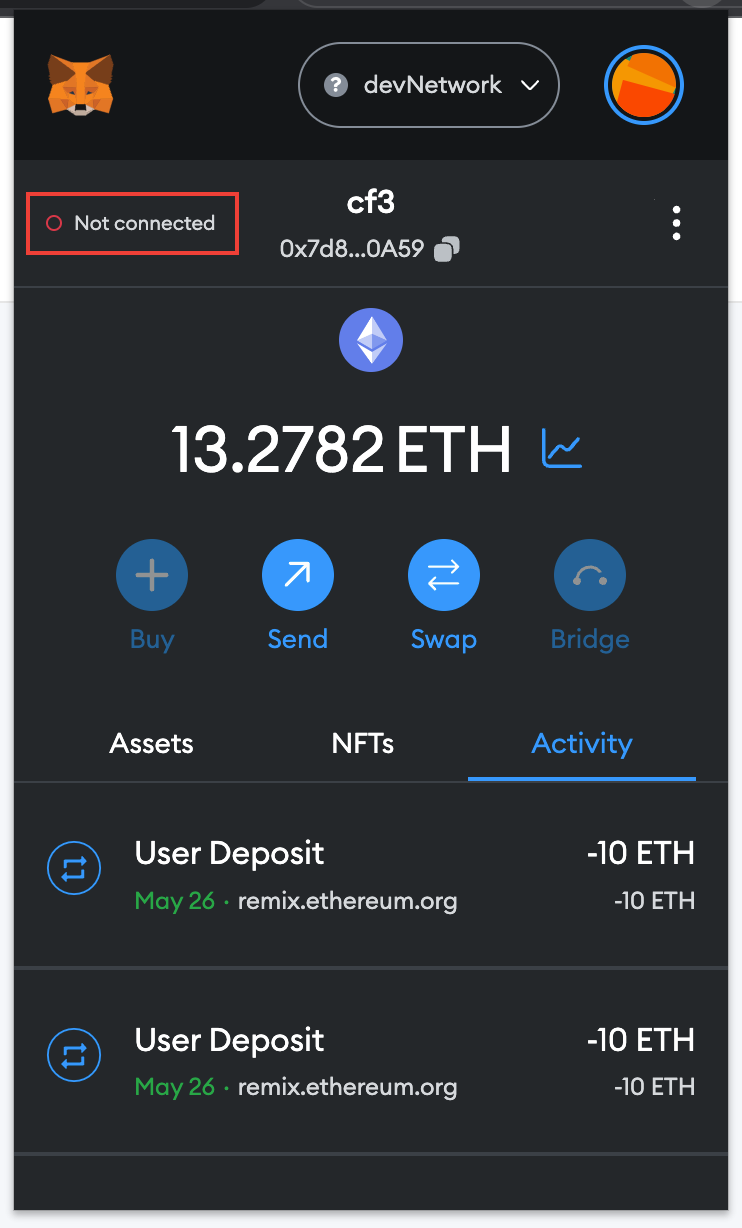 ? devNetwork
Not connected
cf3
0x7d8...0A59
13.2782 ETH
Buy Send Swap Bridge
Assets NFTs Activity
User Deposit -10 ETH
May 26 · remix.ethereum.org -10 ETH
User Deposit -10 ETH
May 26 · remix.ethereum.org -10 ETH